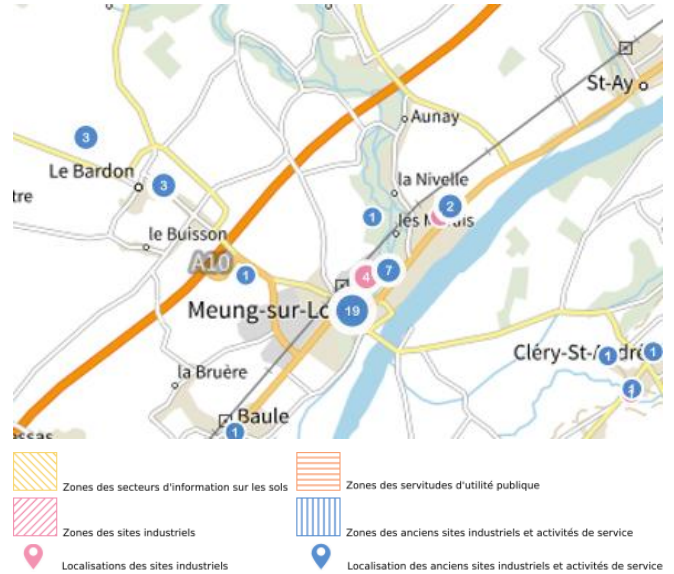 St-Ay
Aunay
3
Le Bardon
3
la Nivelle
tre
1
2
le Buisson
A10
1
4
7
Meung-sur-Lo
19
Cléry-St-A
dré
1
1
la Bruère
1
Baule
1
Zones des secteurs d'information sur les sols
Zones des servitudes d'utilité publique
Zones des sites industriels
Zones des anciens sites industriels et activités de service
Localisations des sites industriels
Localisation des anciens sites industriels et activités de service